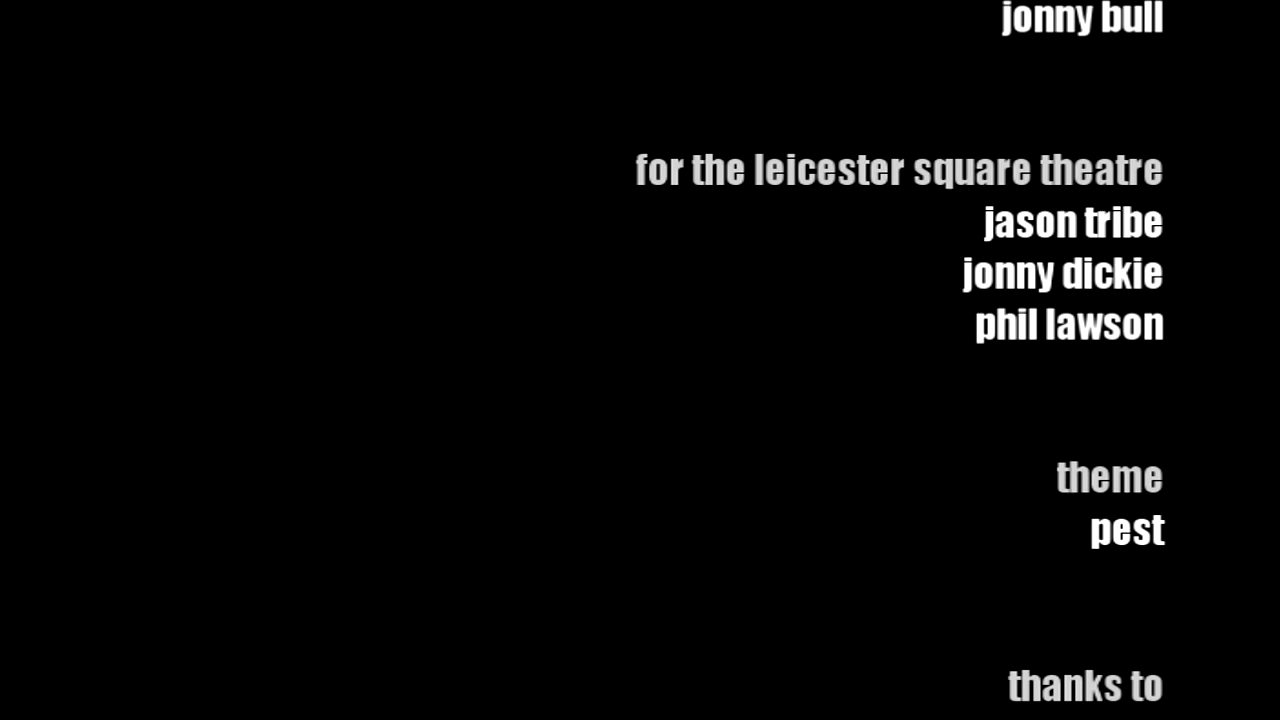 jonny bull
for the leicester square theatre
jason tribe
jonny dickie
phil lawson
theme
pest
thanks to